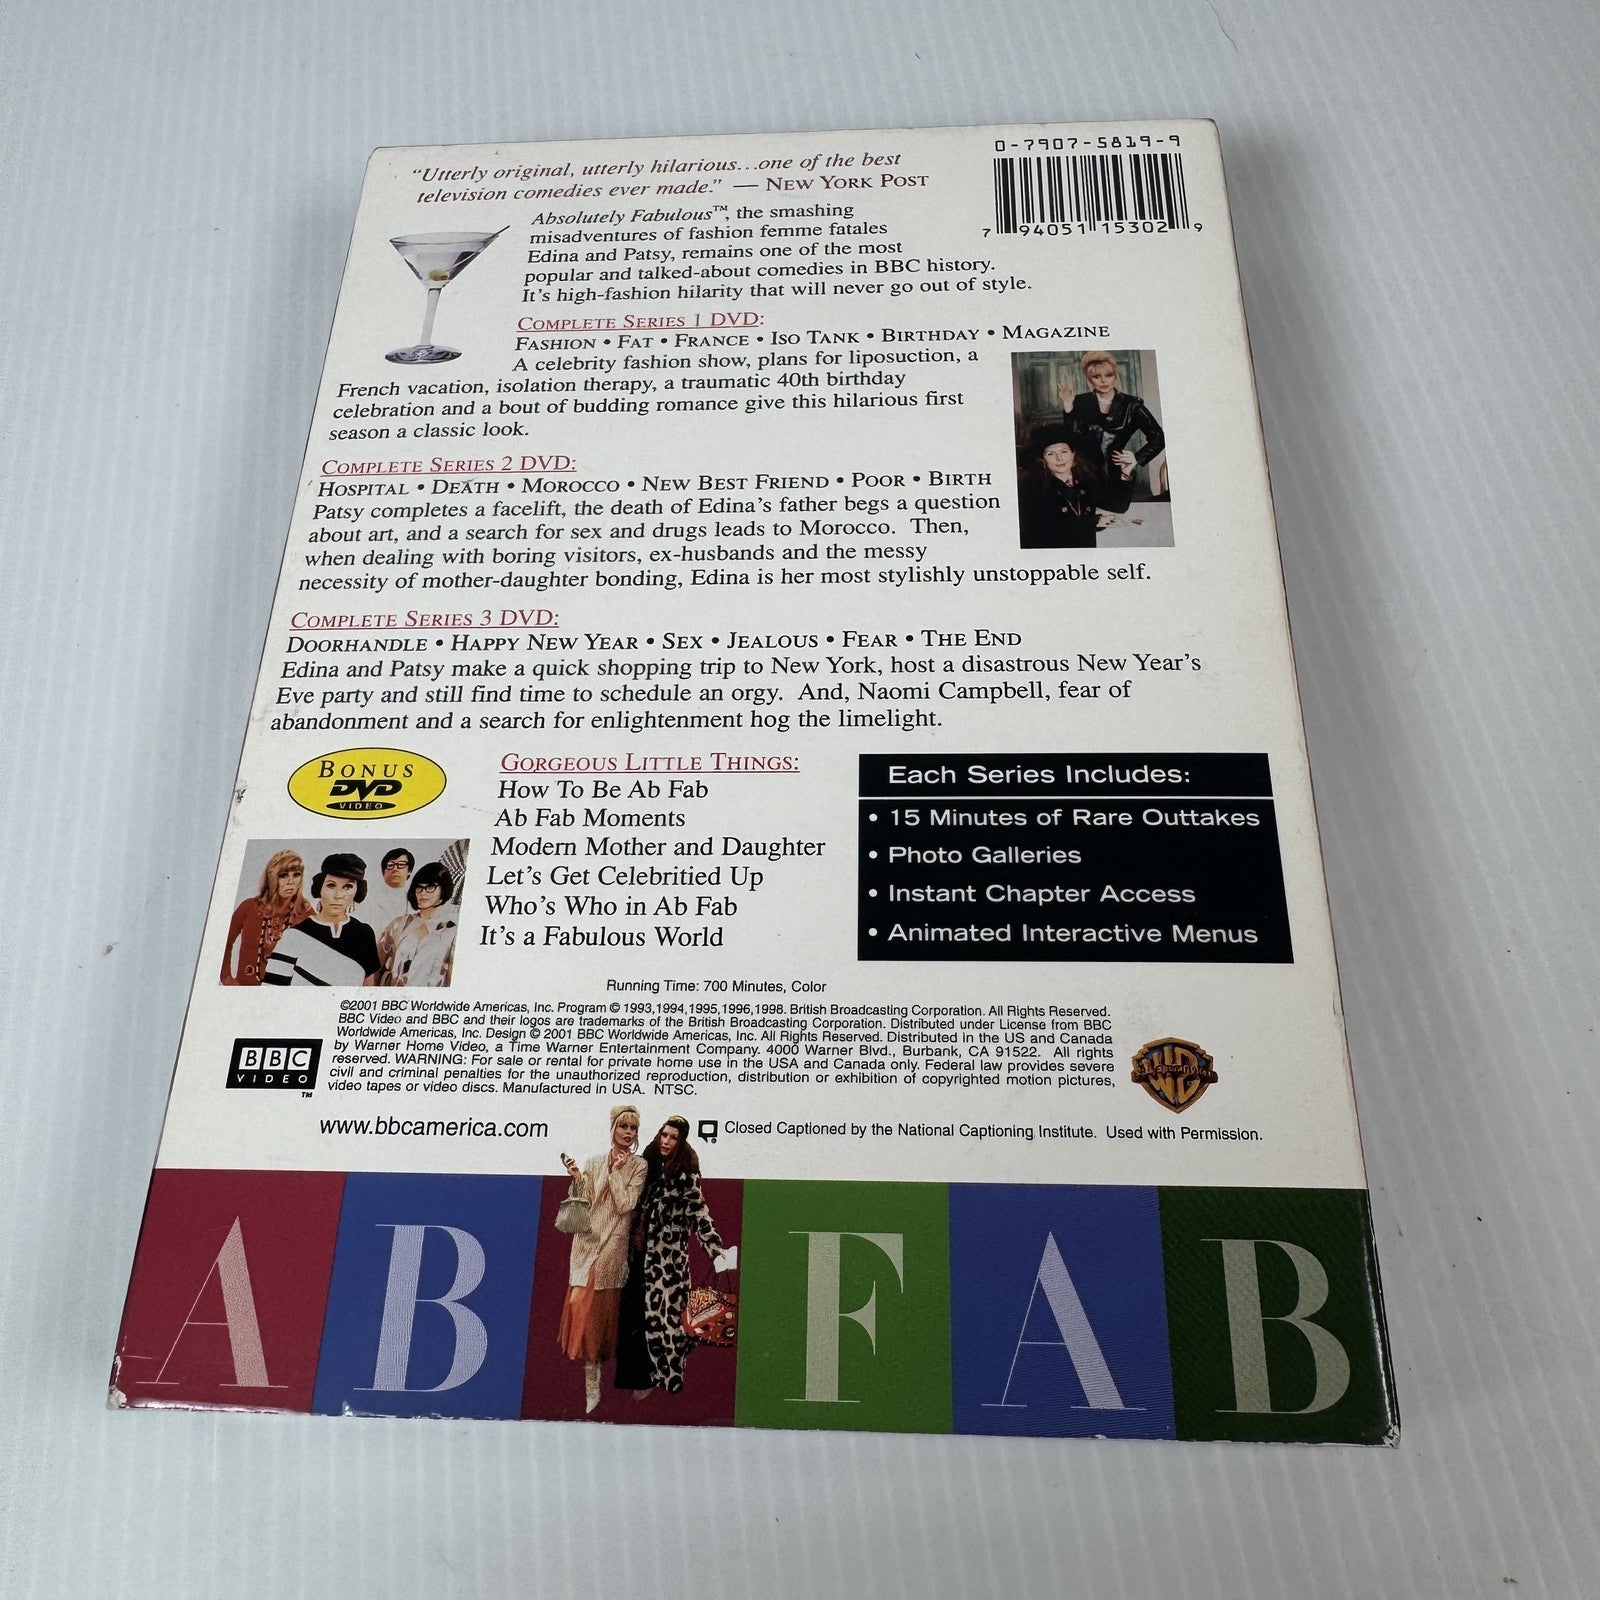 0-7907-5819-9
"Utterly original, utterly hilarious...one of the best
television comedies ever made." — NEW YORK POST
7 94051 15302 9
Absolutely Fabulous™, the smashing
misadventures of fashion femme fatales
Edina and Patsy, remains one of the most
popular and talked-about comedies in BBC history.
It's high-fashion hilarity that will never go out of style.
COMPLETE SERIES 1 DVD:
FASHION • FAT • FRANCE • ISO TANK • BIRTHDAY • MAGAZINE
A celebrity fashion show, plans for liposuction, a
French vacation, isolation therapy, a traumatic 40th birthday
celebration and a bout of budding romance give this hilarious first
season a classic look.
COMPLETE SERIES 2 DVD:
HOSPITAL • DEATH • MOROCCO • NEW BEST FRIEND • POOR • BIRTH
Patsy completes a facelift, the death of Edina's father begs a question
about art, and a search for sex and drugs leads to Morocco. Then,
when dealing with boring visitors, ex-husbands and the messy
necessity of mother-daughter bonding, Edina is her most stylishly unstoppable self.
COMPLETE SERIES 3 DVD:
DOORHANDLE • HAPPY NEW YEAR • SEX • JEALOUS • FEAR • THE END
Edina and Patsy make a quick shopping trip to New York, host a disastrous New Year's
Eve party and still find time to schedule an orgy. And, Naomi Campbell, fear of
abandonment and a search for enlightenment hog the limelight.
BONUS
DVD
VIDEO
GORGEOUS LITTLE THINGS:
How To Be Ab Fab
Ab Fab Moments
Modern Mother and Daughter
Let's Get Celebritied Up
Who's Who in Ab Fab
It's a Fabulous World
Each Series Includes:
• 15 Minutes of Rare Outtakes
• Photo Galleries
• Instant Chapter Access
• Animated Interactive Menus
Running Time: 700 Minutes, Color
©2001 BBC Worldwide Americas, Inc. Program © 1993,1994,1995,1996,1998. British Broadcasting Corporation. All Rights Reserved.
BBC Video and BBC and their logos are trademarks of the British Broadcasting Corporation. Distributed under License from BBC
Worldwide Americas, Inc. Design © 2001 BBC Worldwide Americas, Inc. All Rights Reserved. Distributed in the US and Canada
by Warner Home Video, a Time Warner Entertainment Company. 4000 Warner Blvd., Burbank, CA 91522. All rights
reserved. WARNING: For sale or rental for private home use in the USA and Canada only. Federal law provides severe
civil and criminal penalties for the unauthorized reproduction, distribution or exhibition of copyrighted motion pictures,
video tapes or video discs. Manufactured in USA. NTSC.
BBC
VIDEO
™
WB
www.bbcamerica.com
Closed Captioned by the National Captioning Institute. Used with Permission.
AB FAB